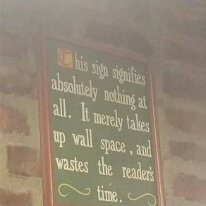 This sign signifies
absolutely nothing at
all. It merely takes
up wall space, and
wastes the reader's
time.